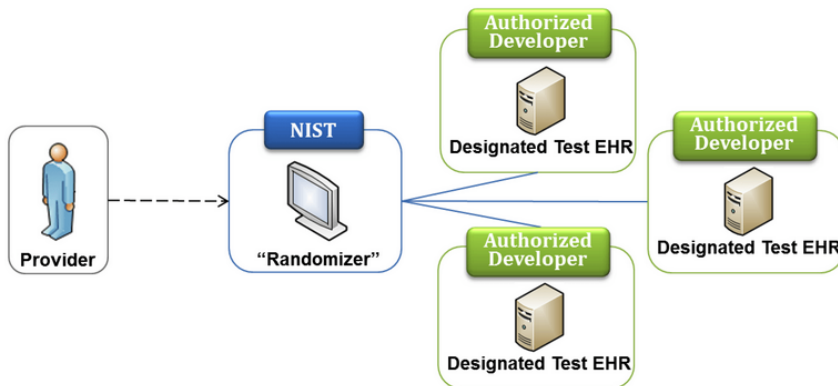 Authorized
Developer
Designated Test EHR
NIST
"Randomizer"
Provider
Authorized
Developer
Designated Test EHR
Authorized
Developer
Designated Test EHR